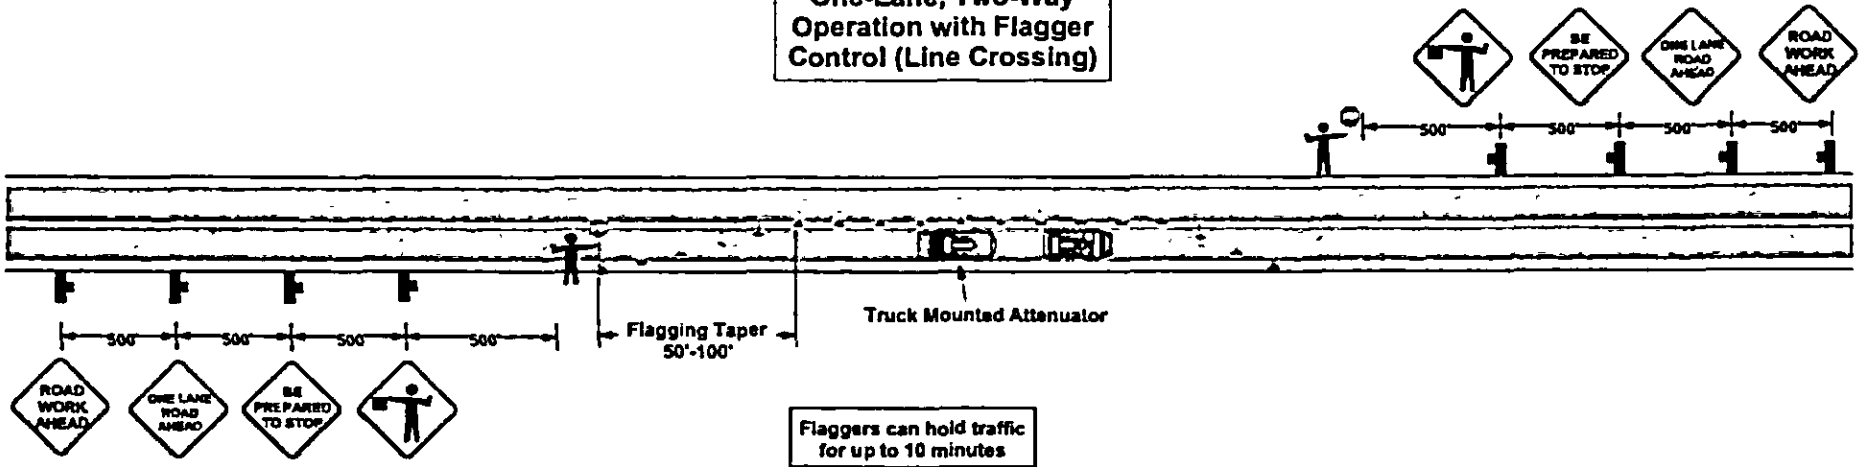 One-Lane, Two-Way
Operation with Flagger
Control (Line Crossing)
BE
PREPARED
TO STOP
ONE LANE
ROAD
AHEAD
ROAD
WORK
AHEAD
500'
500'
500'
500'
Truck Mounted Attenuator
Flagging Taper
50'-100'
500'
500'
500'
500'
ROAD
WORK
AHEAD
ONE LANE
ROAD
AHEAD
BE
PREPARED
TO STOP
Flaggers can hold traffic
for up to 10 minutes